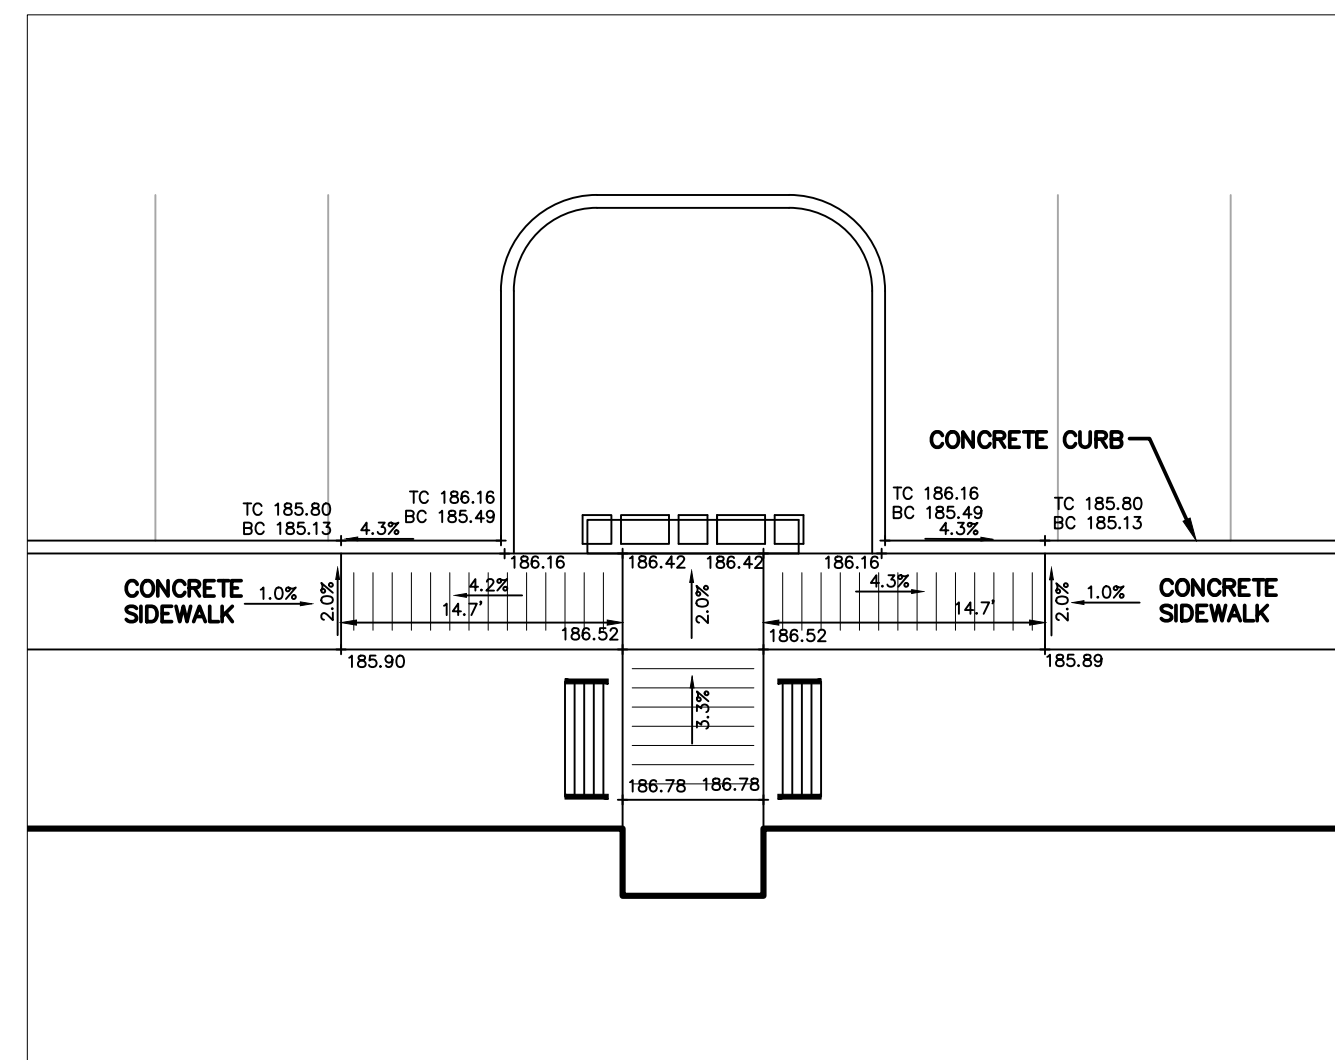 CONCRETE CURB
TC 185.80
BC 185.13
4.3%
TC 186.16
BC 185.49
TC 186.16
BC 185.49
4.3%
TC 185.80
BC 185.13
186.16
186.42
186.42
186.16
CONCRETE
SIDEWALK
1.0%
2.0%
4.2%
14.7'
186.52
2.0%
4.3%
14.7'
186.52
2.0%
1.0%
CONCRETE
SIDEWALK
185.90
185.89
3.3%
186.78
186.78